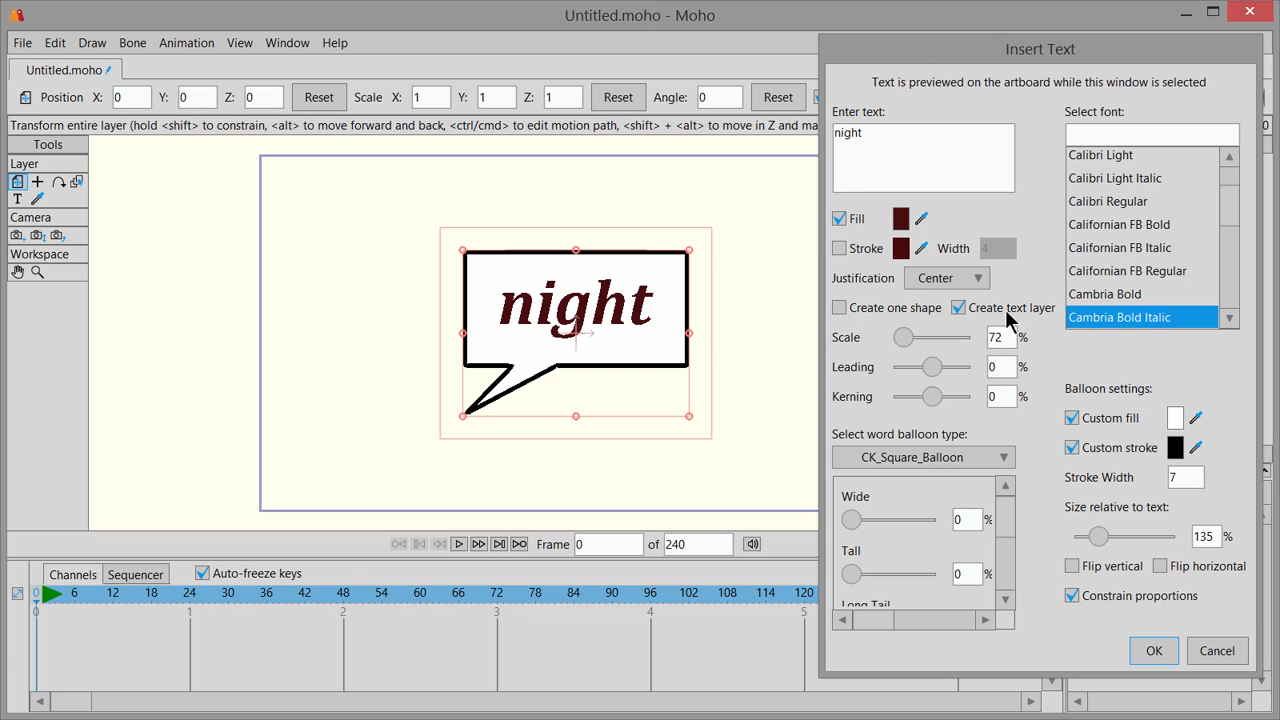 Untitled.moho - Moho
File Edit Draw Bone Animation View Window Help
Untitled.moho
Position X: 0 Y: 0 Z: 0 Reset Scale X: 1 Y: 1 Z: 1 Reset Angle: 0 Reset
Transform entire layer (hold <shift> to constrain, <alt> to move forward and back, <ctrl/cmd> to edit motion path, <shift> + <alt> to move in Z and ma
Tools
Layer
T
Camera
Workspace
night
Frame 0 of 240
Channels Sequencer Auto-freeze keys
0 6 12 18 24 30 36 42 48 54 60 66 72 78 84 90 96 102 108 114 120
0 1 2 3 4 5
Insert Text
Text is previewed on the artboard while this window is selected
Enter text:
night
Fill
Stroke Width 4
Justification Center
Create one shape Create text layer
Scale 72 %
Leading 0 %
Kerning 0 %
Select word balloon type:
CK_Square_Balloon
Wide
0 %
Tall
0 %
Long Tail
Select font:
Calibri Light
Calibri Light Italic
Calibri Regular
Californian FB Bold
Californian FB Italic
Californian FB Regular
Cambria Bold
Cambria Bold Italic
Balloon settings:
Custom fill
Custom stroke
Stroke Width 7
Size relative to text:
135 %
Flip vertical Flip horizontal
Constrain proportions
OK Cancel